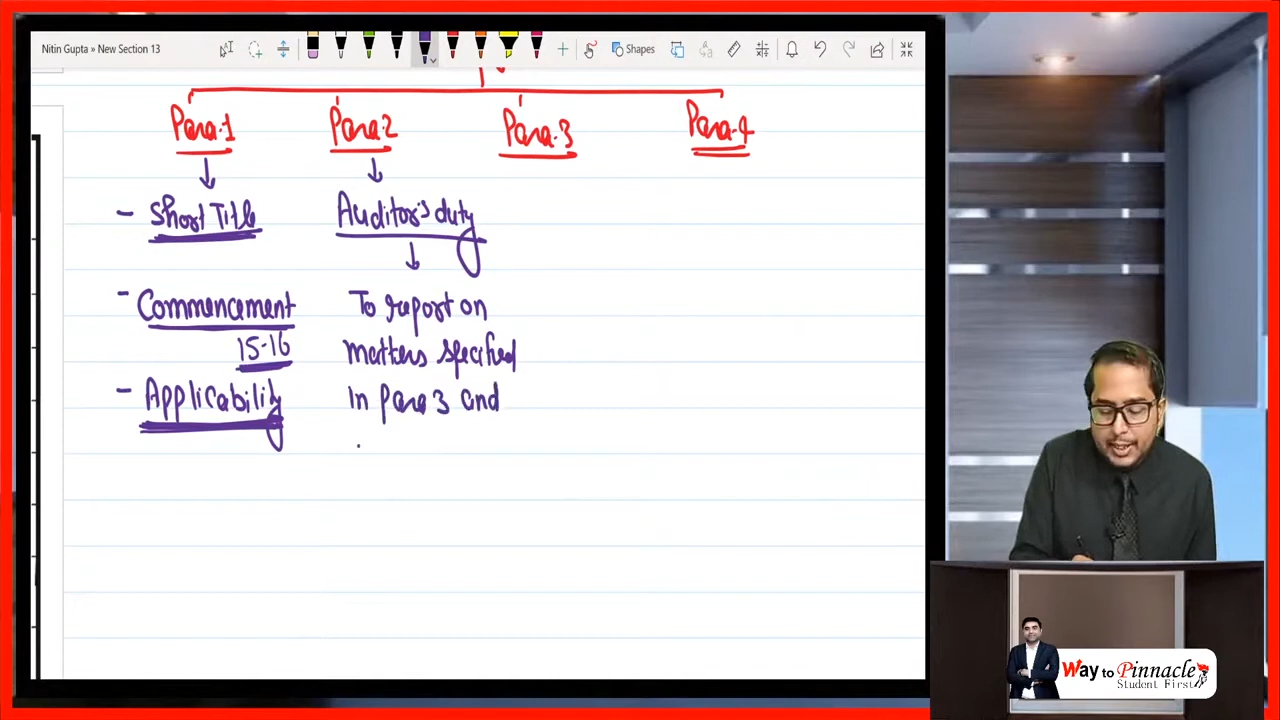 Nitin Gupta » New Section 13
Shapes
Para.1 Para.2 Para.3 Para.4
- Short Title
Auditor's duty
- Commencement
15-16
- Applicability
To report on
matters specified
In para 3 and
Way to Pinnacle
Student First